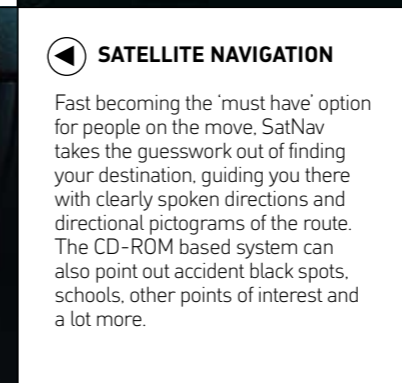 SATELLITE NAVIGATION
Fast becoming the ‘must have’ option
for people on the move, SatNav
takes the guesswork out of finding
your destination, guiding you there
with clearly spoken directions and
directional pictograms of the route.
The CD-ROM based system can
also point out accident black spots,
schools, other points of interest and
a lot more.